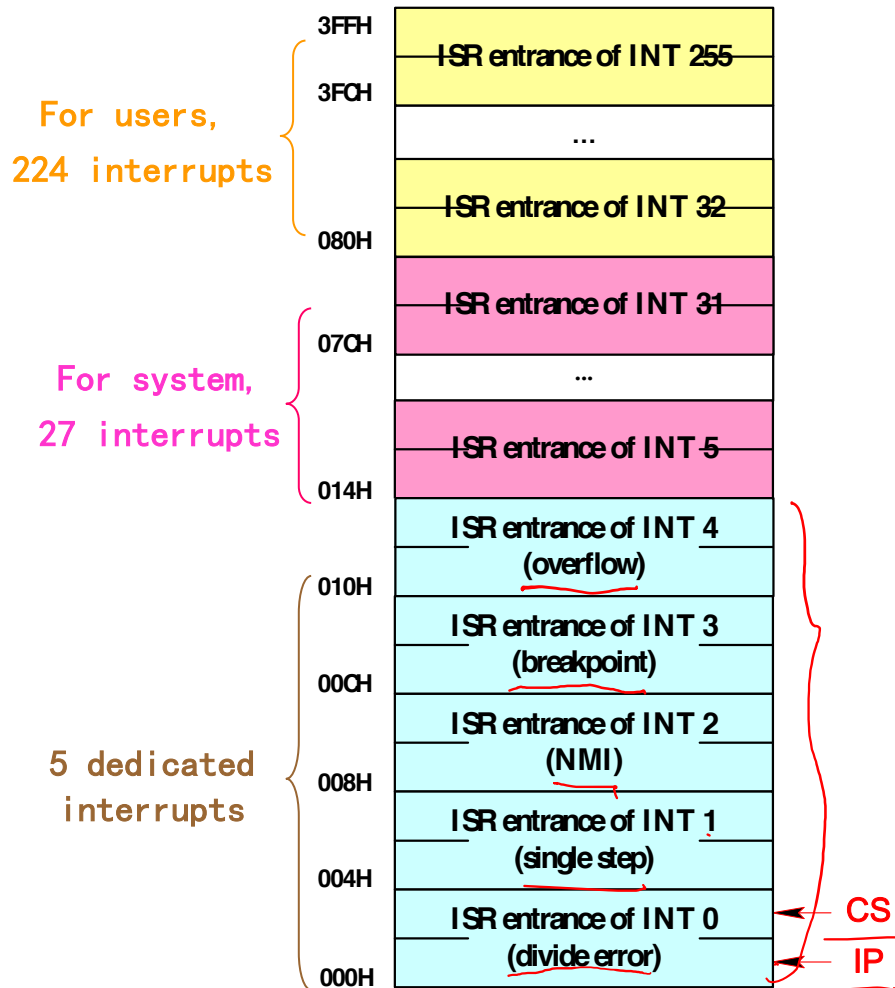 3FFH
ISR entrance of INT 255
3FCH
For users,
224 interrupts
...
ISR entrance of INT 32
080H
ISR entrance of INT 31
07CH
For system,
27 interrupts
...
ISR entrance of INT 5
014H
ISR entrance of INT 4
(overflow)
010H
ISR entrance of INT 3
(breakpoint)
00CH
5 dedicated
interrupts
ISR entrance of INT 2
(NMI)
008H
ISR entrance of INT 1
(single step)
004H
ISR entrance of INT 0
(divide error)
000H
CS
IP